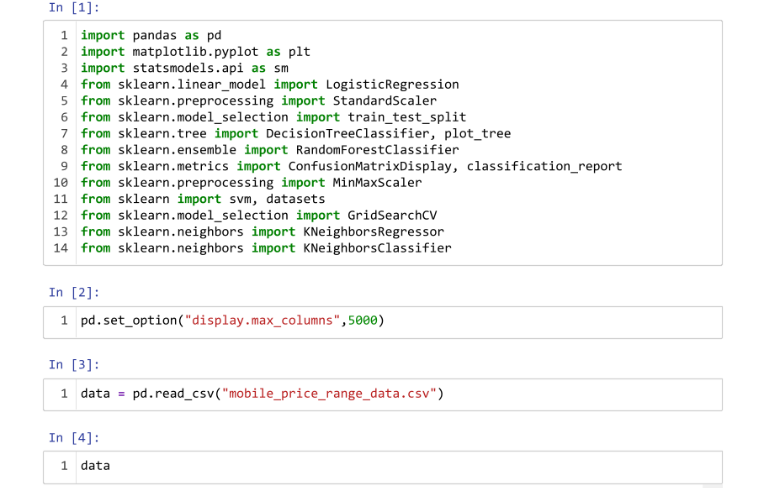 In [1]:
1 import pandas as pd
2 import matplotlib.pyplot as plt
3 import statsmodels.api as sm
4 from sklearn.linear_model import LogisticRegression
5 from sklearn.preprocessing import StandardScaler
6 from sklearn.model_selection import train_test_split
7 from sklearn.tree import DecisionTreeClassifier, plot_tree
8 from sklearn.ensemble import RandomForestClassifier
9 from sklearn.metrics import ConfusionMatrixDisplay, classification_report
10 from sklearn.preprocessing import MinMaxScaler
11 from sklearn import svm, datasets
12 from sklearn.model_selection import GridSearchCV
13 from sklearn.neighbors import KNeighborsRegressor
14 from sklearn.neighbors import KNeighborsClassifier
In [2]:
1 pd.set_option("display.max_columns",5000)
In [3]:
1 data = pd.read_csv("mobile_price_range_data.csv")
In [4]:
1 data